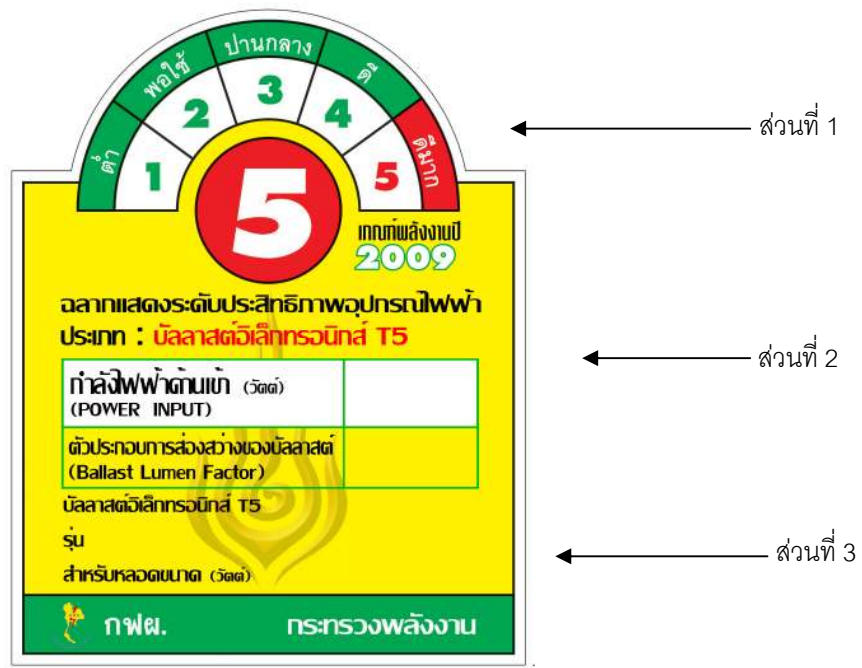 ต่ำ
พอใช้
ปานกลาง
ดี
ดีมาก
1
2
3
4
5
5
เกณฑ์พลังงานปี
2009
ฉลากแสดงระดับประสิทธิภาพอุปกรณ์ไฟฟ้า
ประเภท : บัลลาสต์อิเล็กทรอนิกส์ T5
กำลังไฟฟ้าด้านเข้า (วัตต์)
(POWER INPUT)
ตัวประกอบการส่องสว่างของบัลลาสต์
(Ballast Lumen Factor)
บัลลาสต์อิเล็กทรอนิกส์ T5
รุ่น
สำหรับหลอดขนาด (วัตต์)
กฟผ. กระทรวงพลังงาน
ส่วนที่ 1
ส่วนที่ 2
ส่วนที่ 3